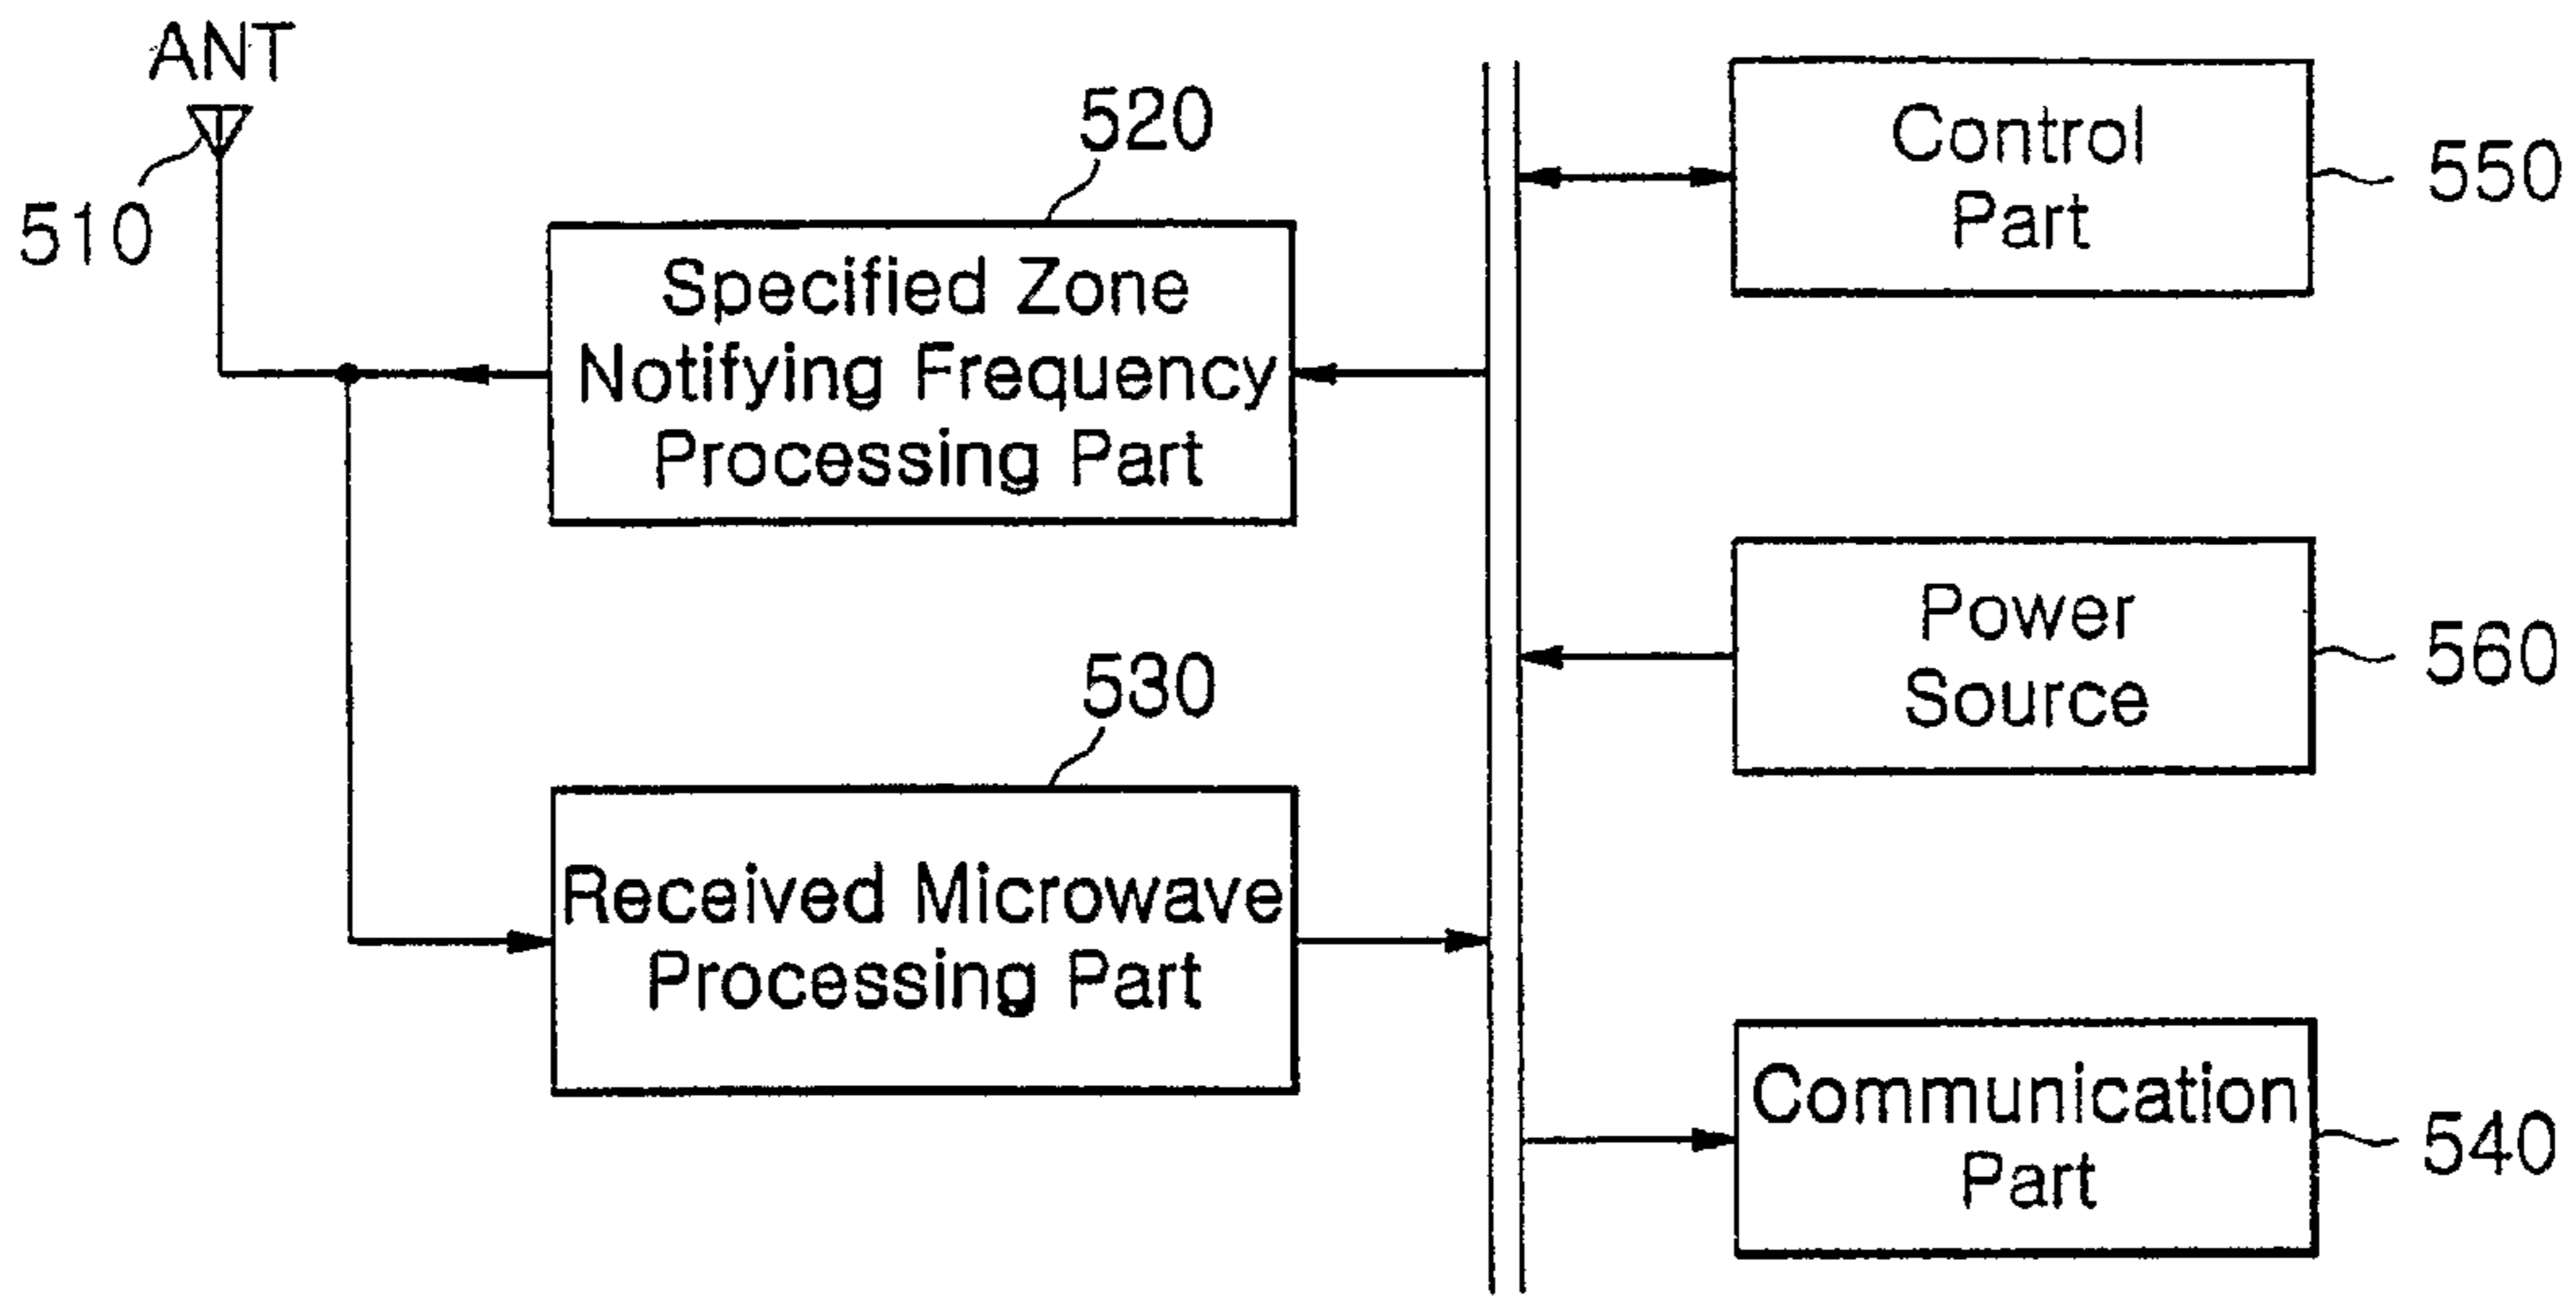 ANT
510
520
Specified Zone
Notifying Frequency
Processing Part
530
Received Microwave
Processing Part
Control
Part
550
Power
Source
560
Communication
Part
540